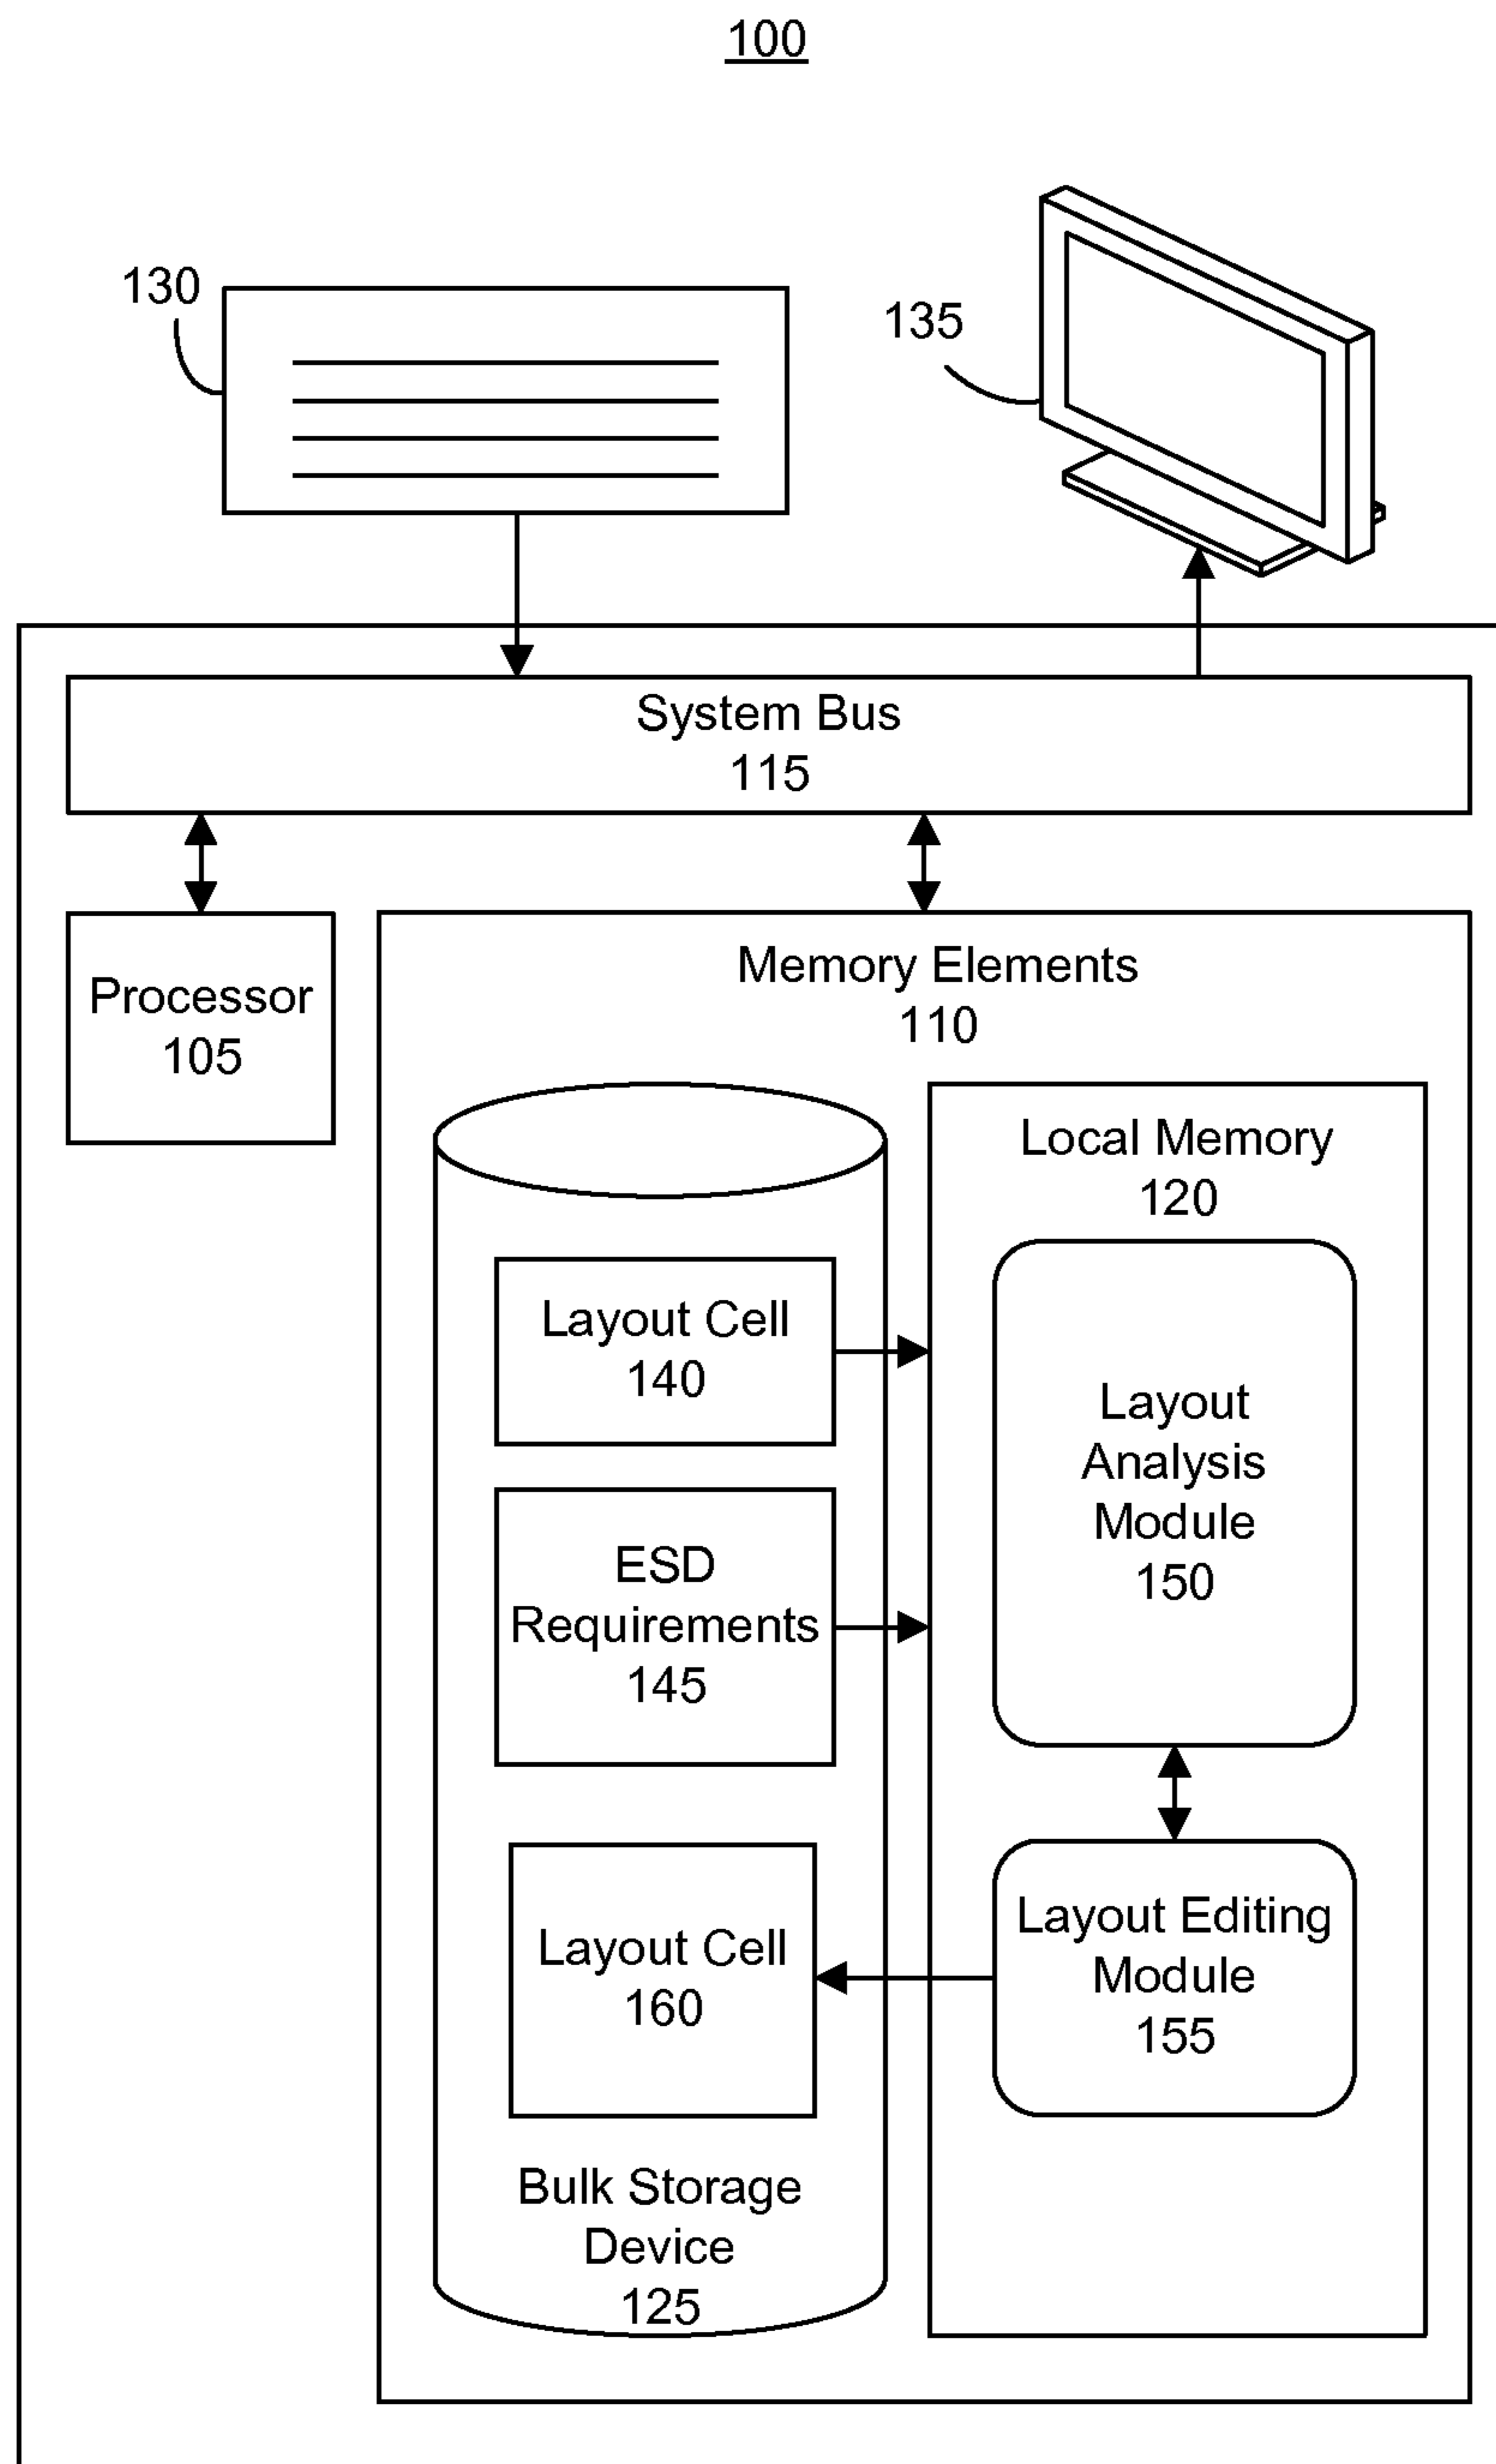 100
130
135
System Bus
115
Processor
105
Memory Elements
110
Local Memory
120
Layout Cell
140
Layout
Analysis
Module
150
ESD
Requirements
145
Layout Editing
Module
155
Layout Cell
160
Bulk Storage
Device
125